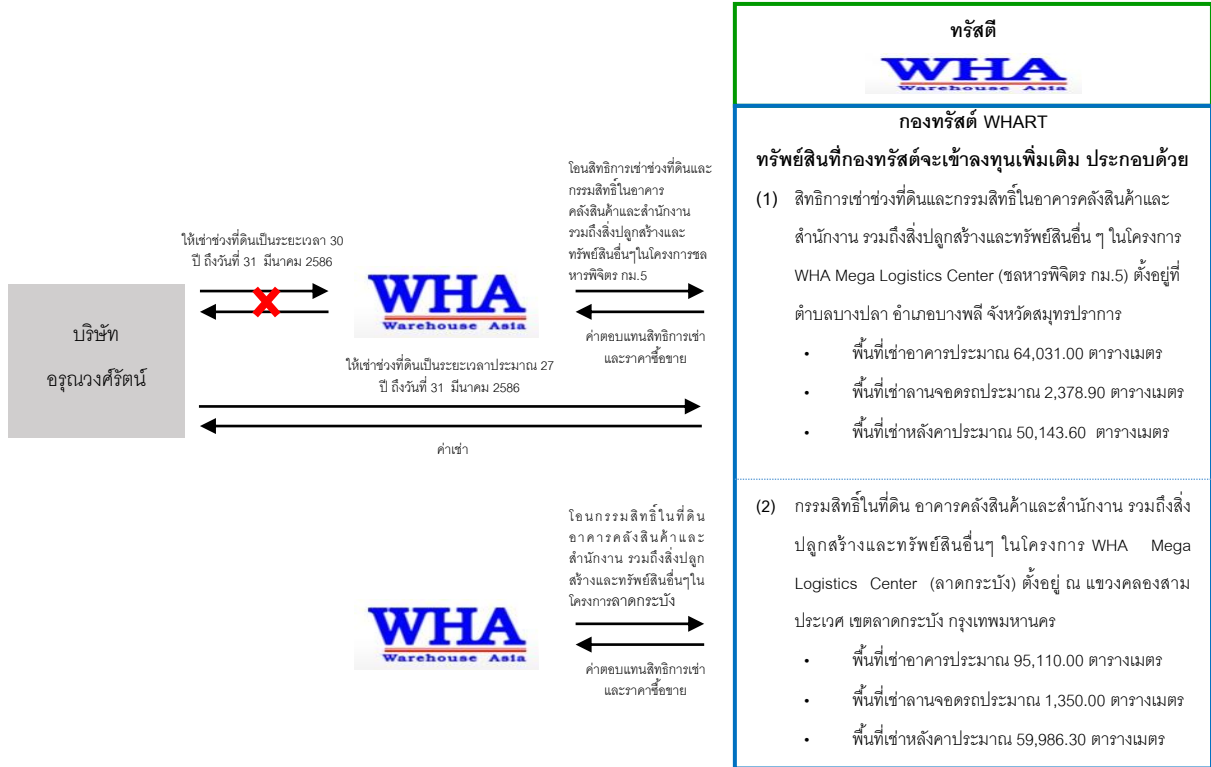 ทรัสตี
WHA
Warehouse Asia
กองทรัสต์ WHART
ทรัพย์สินที่กองทรัสต์จะเข้าลงทุนเพิ่มเติม ประกอบด้วย
(1) สิทธิการเช่าช่วงที่ดินและกรรมสิทธิ์ในอาคารคลังสินค้าและ
สำนักงาน รวมถึงสิ่งปลูกสร้างและทรัพย์สินอื่น ๆ ในโครงการ
WHA Mega Logistics Center (ชลหารพิจิตร กม.5) ตั้งอยู่ที่
ตำบลบางปลา อำเภอบางพลี จังหวัดสมุทรปราการ
• พื้นที่เช่าอาคารประมาณ 64,031.00 ตารางเมตร
• พื้นที่เช่าลานจอดรถประมาณ 2,378.90 ตารางเมตร
• พื้นที่เช่าหลังคาประมาณ 50,143.60 ตารางเมตร
(2) กรรมสิทธิ์ในที่ดิน อาคารคลังสินค้าและสำนักงาน รวมถึงสิ่ง
ปลูกสร้างและทรัพย์สินอื่นๆ ในโครงการ WHA Mega
Logistics Center (ลาดกระบัง) ตั้งอยู่ ณ แขวงคลองสาม
ประเวศ เขตลาดกระบัง กรุงเทพมหานคร
• พื้นที่เช่าอาคารประมาณ 95,110.00 ตารางเมตร
• พื้นที่เช่าลานจอดรถประมาณ 1,350.00 ตารางเมตร
• พื้นที่เช่าหลังคาประมาณ 59,986.30 ตารางเมตร
บริษัท
อรุณวงศ์รัตน์
ให้เช่าช่วงที่ดินเป็นระยะเวลา 30
ปี ถึงวันที่ 31 มีนาคม 2586
WHA
Warehouse Asia
โอนสิทธิการเช่าช่วงที่ดินและ
กรรมสิทธิ์ในอาคาร
คลังสินค้าและสำนักงาน
รวมถึงสิ่งปลูกสร้างและ
ทรัพย์สินอื่นๆในโครงการชล
หารพิจิตร กม.5
ค่าตอบแทนสิทธิการเช่า
และราคาซื้อขาย
ให้เช่าช่วงที่ดินเป็นระยะเวลาประมาณ 27
ปี ถึงวันที่ 31 มีนาคม 2586
ค่าเช่า
โอนกรรมสิทธิ์ในที่ดิน
อาคารคลังสินค้าและ
สำนักงาน รวมถึงสิ่งปลูก
สร้างและทรัพย์สินอื่นๆใน
โครงการลาดกระบัง
WHA
Warehouse Asia
ค่าตอบแทนสิทธิการเช่า
และราคาซื้อขาย